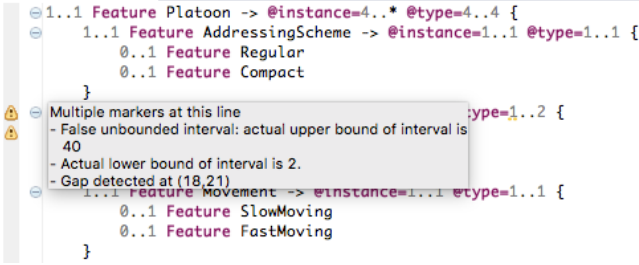 1..1 Feature Platoon -> @instance=4..* @type=4..4 {
1..1 Feature AddressingScheme -> @instance=1..1 @type=1..1 {
0..1 Feature Regular
0..1 Feature Compact
}
Multiple markers at this line
ype=1..2 {
- False unbounded interval: actual upper bound of interval is
40
- Actual lower bound of interval is 2.
- Gap detected at (18,21)
1..1 Feature Movement -> @instance=1..1 @type=1..1 {
0..1 Feature SlowMoving
0..1 Feature FastMoving
}